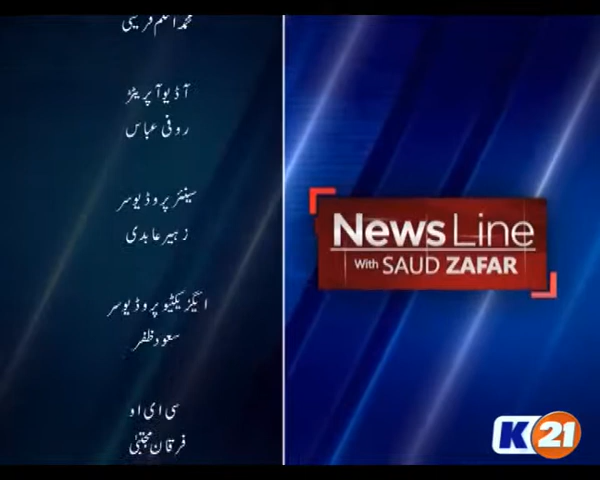 محمد اسلم قریشی
آڈیو آپریٹر
روفی عباس
سینئر پروڈیوسر
زہیر عابدی
ایگزیکٹیو پروڈیوسر
سعود ظفر
سی ای او
فرقان مجتبیٰ
News Line
With SAUD ZAFAR
K21